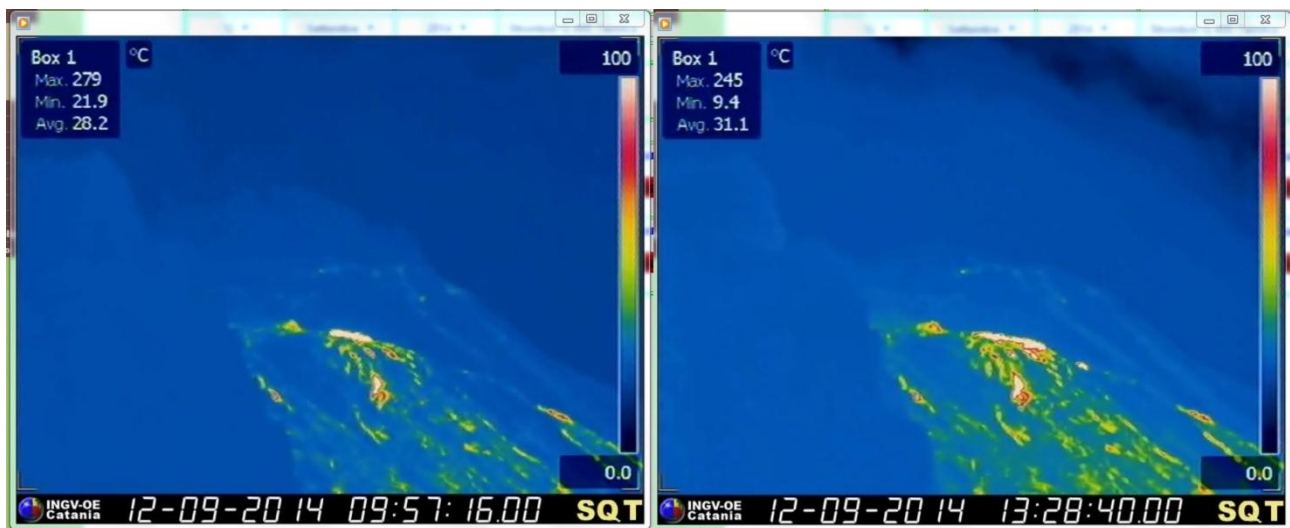 Box 1 °C
Max. 279
Min. 21.9
Avg. 28.2
100
0.0
INGV-OE
Catania
12-09-2014 09:57:16.00 SQT
Box 1 °C
Max. 245
Min. 9.4
Avg. 31.1
100
0.0
INGV-OE
Catania
12-09-2014 13:28:40.00 SQT